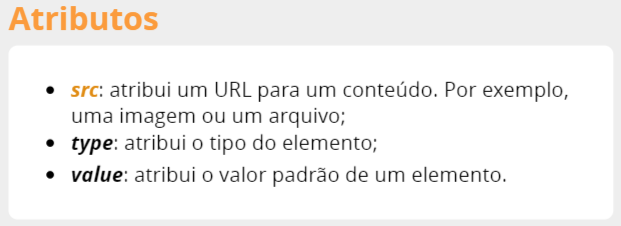 Atributos
• src: atribui um URL para um conteúdo. Por exemplo,
uma imagem ou um arquivo;
• type: atribui o tipo do elemento;
• value: atribui o valor padrão de um elemento.